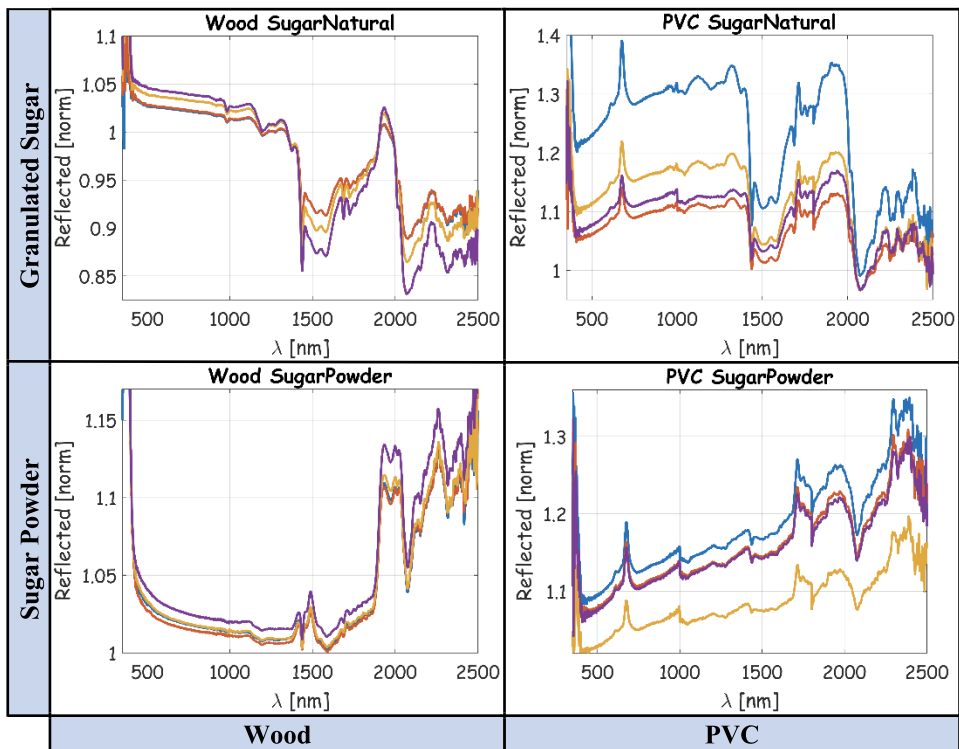 Granulated Sugar
Wood SugarNatural
Reflected [norm]
1.1
1.05
1
0.95
0.9
0.85
500 1000 1500 2000 2500
λ [nm]
PVC SugarNatural
Reflected [norm]
1.4
1.3
1.2
1.1
1
500 1000 1500 2000 2500
λ [nm]
Sugar Powder
Wood SugarPowder
Reflected [norm]
1.15
1.1
1.05
1
500 1000 1500 2000 2500
λ [nm]
PVC SugarPowder
Reflected [norm]
1.3
1.2
1.1
500 1000 1500 2000 2500
λ [nm]
Wood
PVC